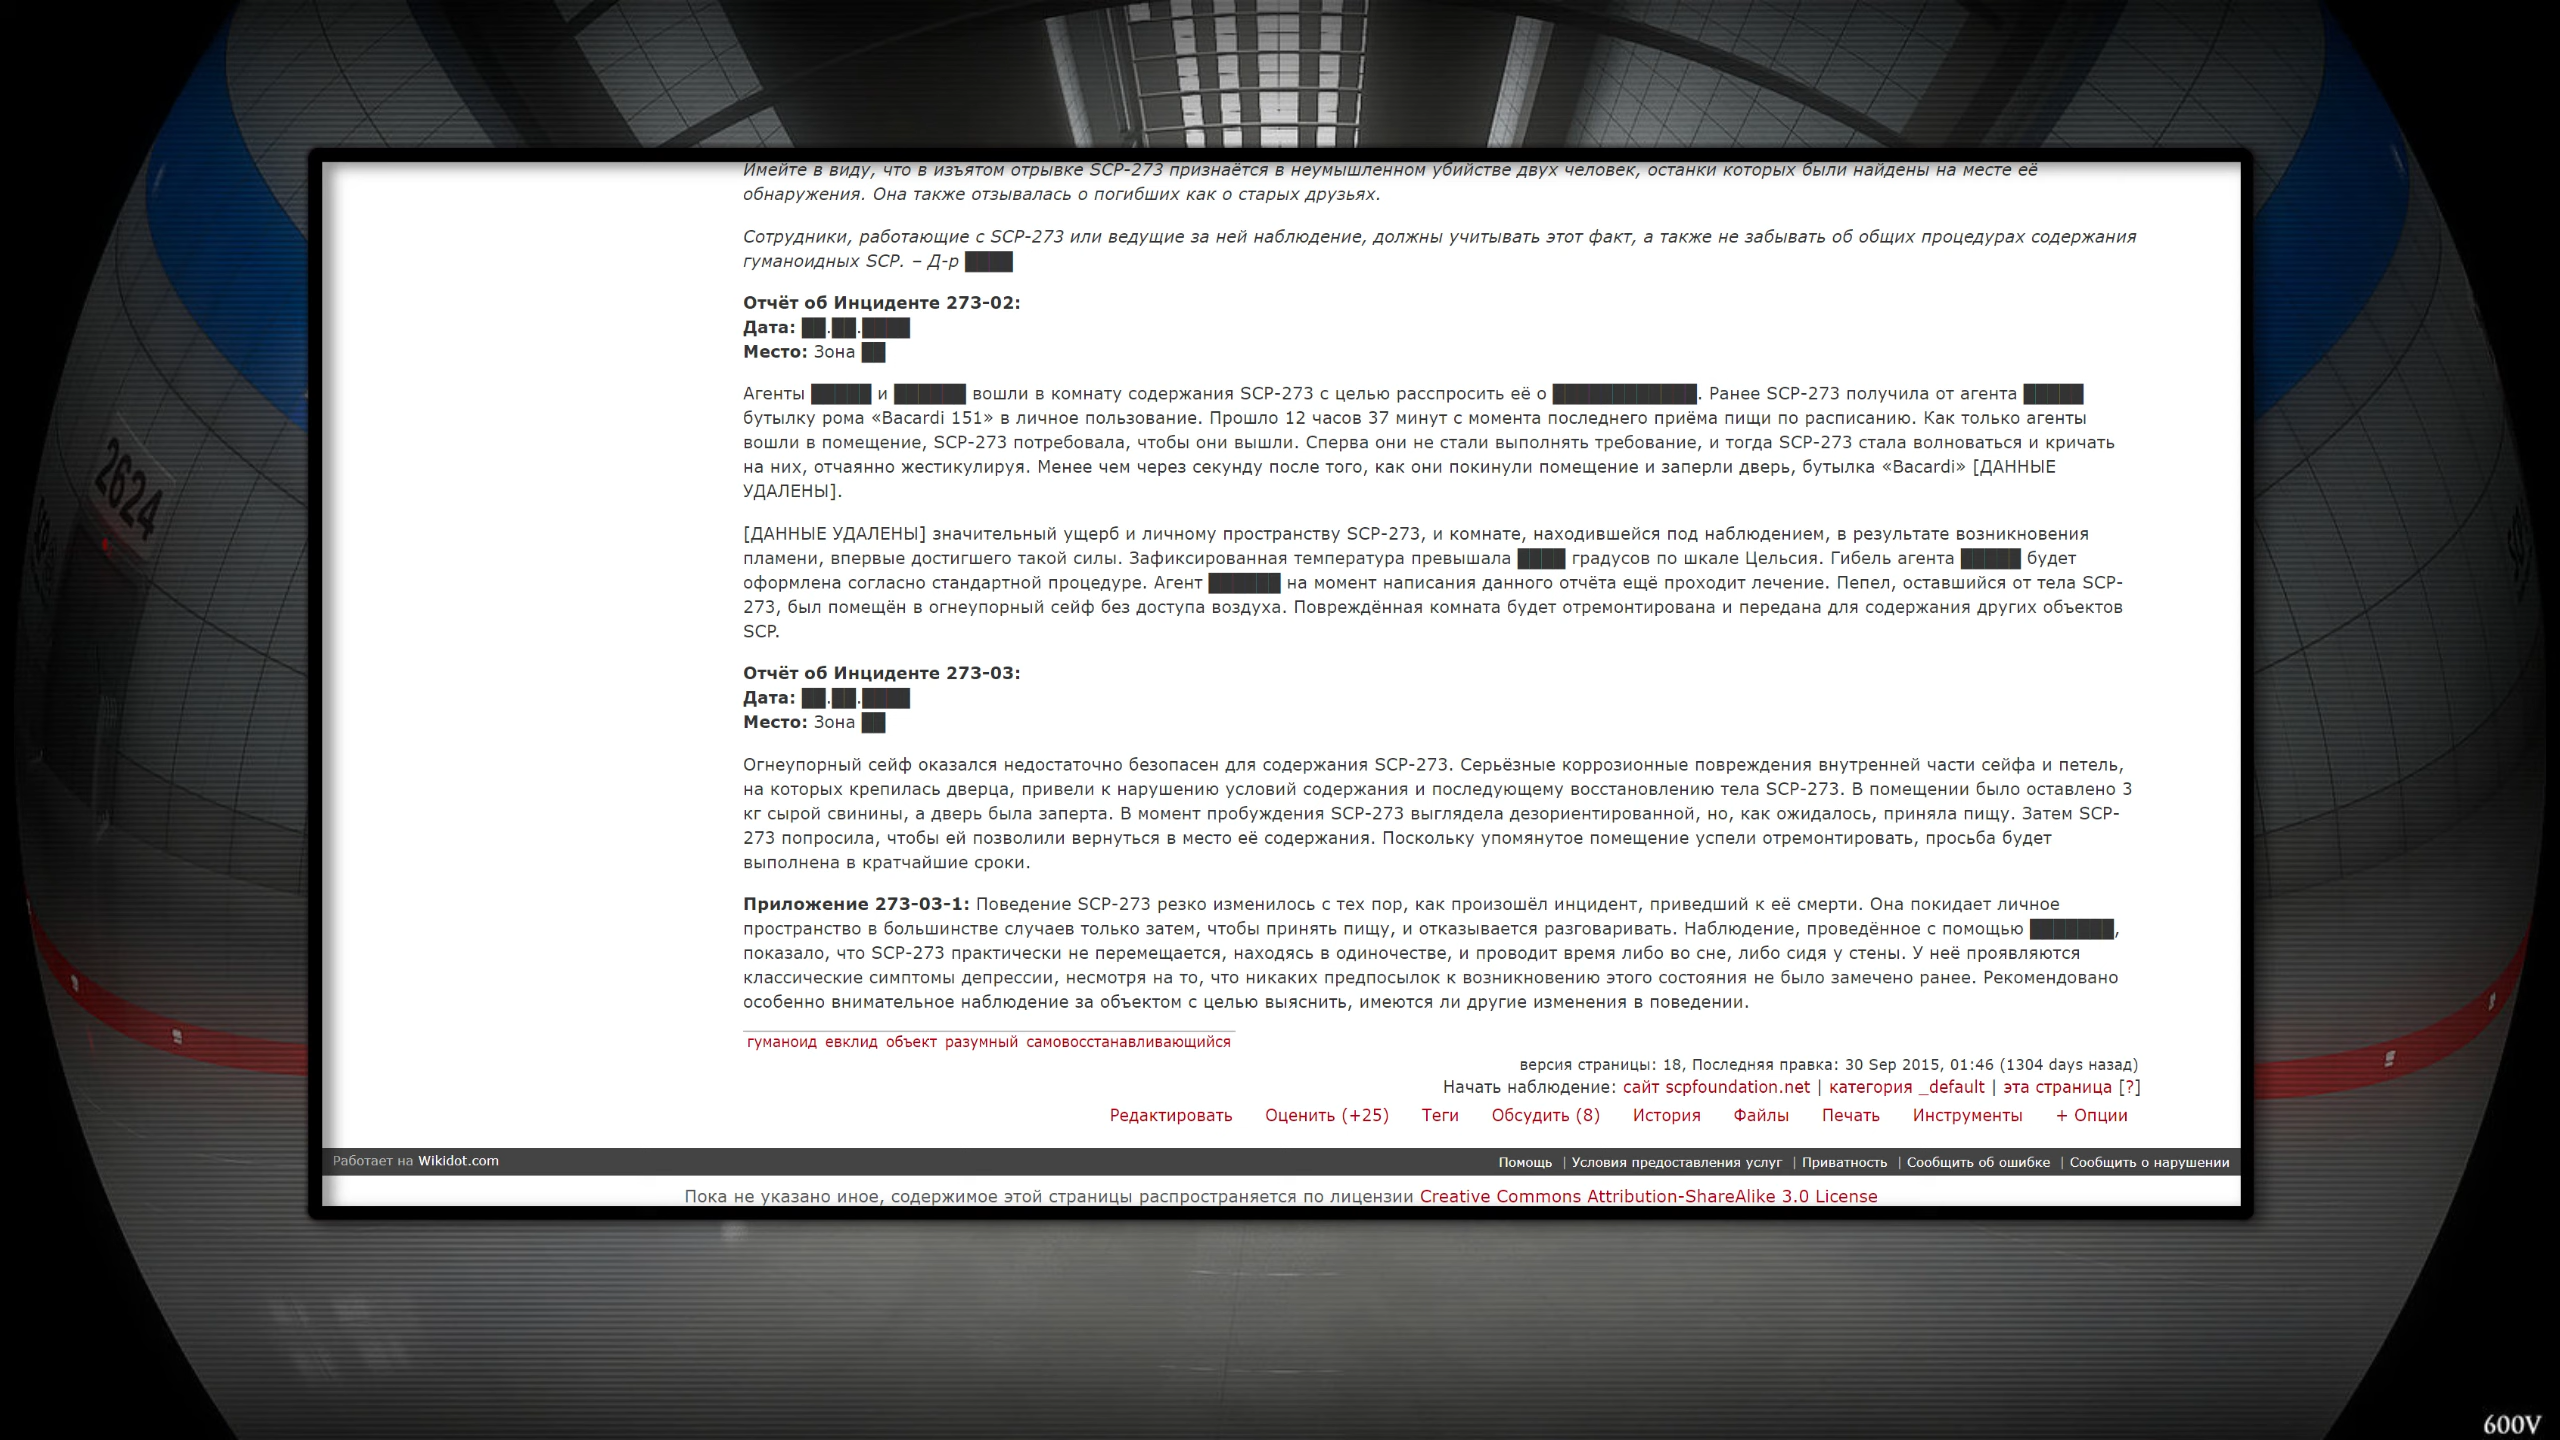 Имейте в виду, что в изъятом отрывке SCP-273 признаётся в неумышленном убийстве двух человек, останки которых были найдены на месте её
обнаружения. Она также отзывалась о погибших как о старых друзьях.
Сотрудники, работающие с SCP-273 или ведущие за ней наблюдение, должны учитывать этот факт, а также не забывать об общих процедурах содержания
гуманоидных SCP. – Д-р ████
Отчёт об Инциденте 273-02:
Дата: ██.██.████
Место: Зона ██
Агенты █████ и ██████ вошли в комнату содержания SCP-273 с целью расспросить её о ████████████. Ранее SCP-273 получила от агента █████
бутылку рома «Bacardi 151» в личное пользование. Прошло 12 часов 37 минут с момента последнего приёма пищи по расписанию. Как только агенты
вошли в помещение, SCP-273 потребовала, чтобы они вышли. Сперва они не стали выполнять требование, и тогда SCP-273 стала волноваться и кричать
на них, отчаянно жестикулируя. Менее чем через секунду после того, как они покинули помещение и заперли дверь, бутылка «Bacardi» [ДАННЫЕ
УДАЛЕНЫ].
[ДАННЫЕ УДАЛЕНЫ] значительный ущерб и личному пространству SCP-273, и комнате, находившейся под наблюдением, в результате возникновения
пламени, впервые достигшего такой силы. Зафиксированная температура превышала ████ градусов по шкале Цельсия. Гибель агента █████ будет
оформлена согласно стандартной процедуре. Агент ██████ на момент написания данного отчёта ещё проходит лечение. Пепел, оставшийся от тела SCP-
273, был помещён в огнеупорный сейф без доступа воздуха. Повреждённая комната будет отремонтирована и передана для содержания других объектов
SCP.
Отчёт об Инциденте 273-03:
Дата: ██.██.████
Место: Зона ██
Огнеупорный сейф оказался недостаточно безопасен для содержания SCP-273. Серьёзные коррозионные повреждения внутренней части сейфа и петель,
на которых крепилась дверца, привели к нарушению условий содержания и последующему восстановлению тела SCP-273. В помещении было оставлено 3
кг сырой свинины, а дверь была заперта. В момент пробуждения SCP-273 выглядела дезориентированной, но, как ожидалось, приняла пищу. Затем SCP-
273 попросила, чтобы ей позволили вернуться в место её содержания. Поскольку упомянутое помещение успели отремонтировать, просьба будет
выполнена в кратчайшие сроки.
Приложение 273-03-1: Поведение SCP-273 резко изменилось с тех пор, как произошёл инцидент, приведший к её смерти. Она покидает личное
пространство в большинстве случаев только затем, чтобы принять пищу, и отказывается разговаривать. Наблюдение, проведённое с помощью ███████,
показало, что SCP-273 практически не перемещается, находясь в одиночестве, и проводит время либо во сне, либо сидя у стены. У неё проявляются
классические симптомы депрессии, несмотря на то, что никаких предпосылок к возникновению этого состояния не было замечено ранее. Рекомендовано
особенно внимательное наблюдение за объектом с целью выяснить, имеются ли другие изменения в поведении.
гуманоид евклид объект разумный самовосстанавливающийся
версия страницы: 18, Последняя правка: 30 Sep 2015, 01:46 (1304 days назад)
Начать наблюдение: сайт scpfoundation.net | категория _default | эта страница [?]
Редактировать Оценить (+25) Теги Обсудить (8) История Файлы Печать Инструменты + Опции
Работает на Wikidot.com
Помощь | Условия предоставления услуг | Приватность | Сообщить об ошибке | Сообщить о нарушении
Пока не указано иное, содержимое этой страницы распространяется по лицензии Creative Commons Attribution-ShareAlike 3.0 License
2624
600V